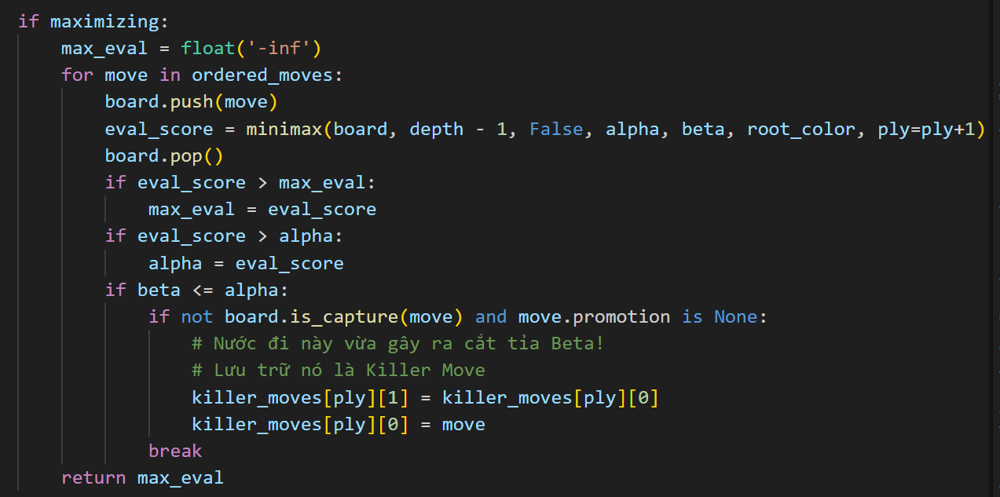 if maximizing:
    max_eval = float('-inf')
    for move in ordered_moves:
        board.push(move)
        eval_score = minimax(board, depth - 1, False, alpha, beta, root_color, ply=ply+1)
        board.pop()
        if eval_score > max_eval:
            max_eval = eval_score
        if eval_score > alpha:
            alpha = eval_score
        if beta <= alpha:
            if not board.is_capture(move) and move.promotion is None:
                # Nước đi này vừa gây ra cắt tỉa Beta!
                # Lưu trữ nó là Killer Move
                killer_moves[ply][1] = killer_moves[ply][0]
                killer_moves[ply][0] = move
            break
    return max_eval